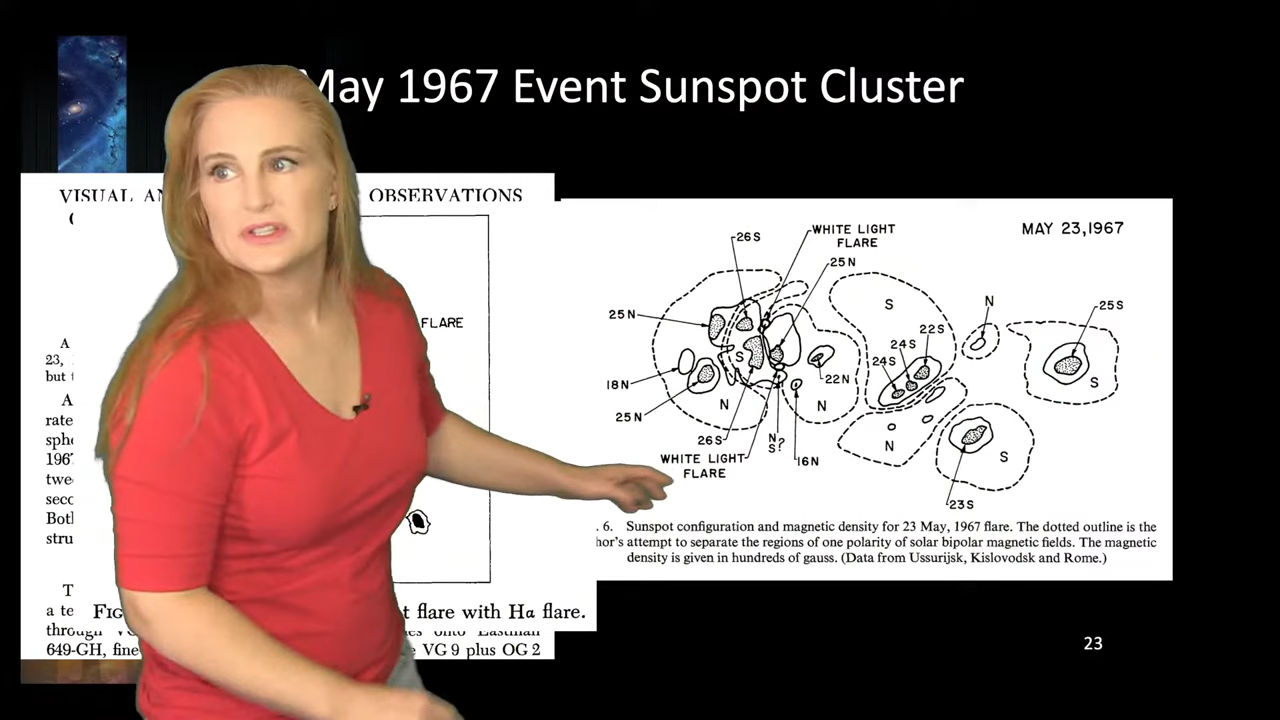 May 1967 Event Sunspot Cluster
VISUAL AN
OBSERVATIONS
FLARE
A
23,
but t
A
rate
sphe
196
twe
seco
Both
stru
T
a te
through
649-GH, fine
FIG
t flare with Hα flare.
onto Eastman
VG 9 plus OG 2
MAY 23,1967
WHITE LIGHT
FLARE
26S
25N
25N
S
N
25S
22S
24S
24S
S
18N
22N
S
25N
N
N
26S
N
S?
16N
N
S
WHITE LIGHT
FLARE
23S
. 6. Sunspot configuration and magnetic density for 23 May, 1967 flare. The dotted outline is the
hor's attempt to separate the regions of one polarity of solar bipolar magnetic fields. The magnetic
density is given in hundreds of gauss. (Data from Ussurijsk, Kislovodsk and Rome.)
23